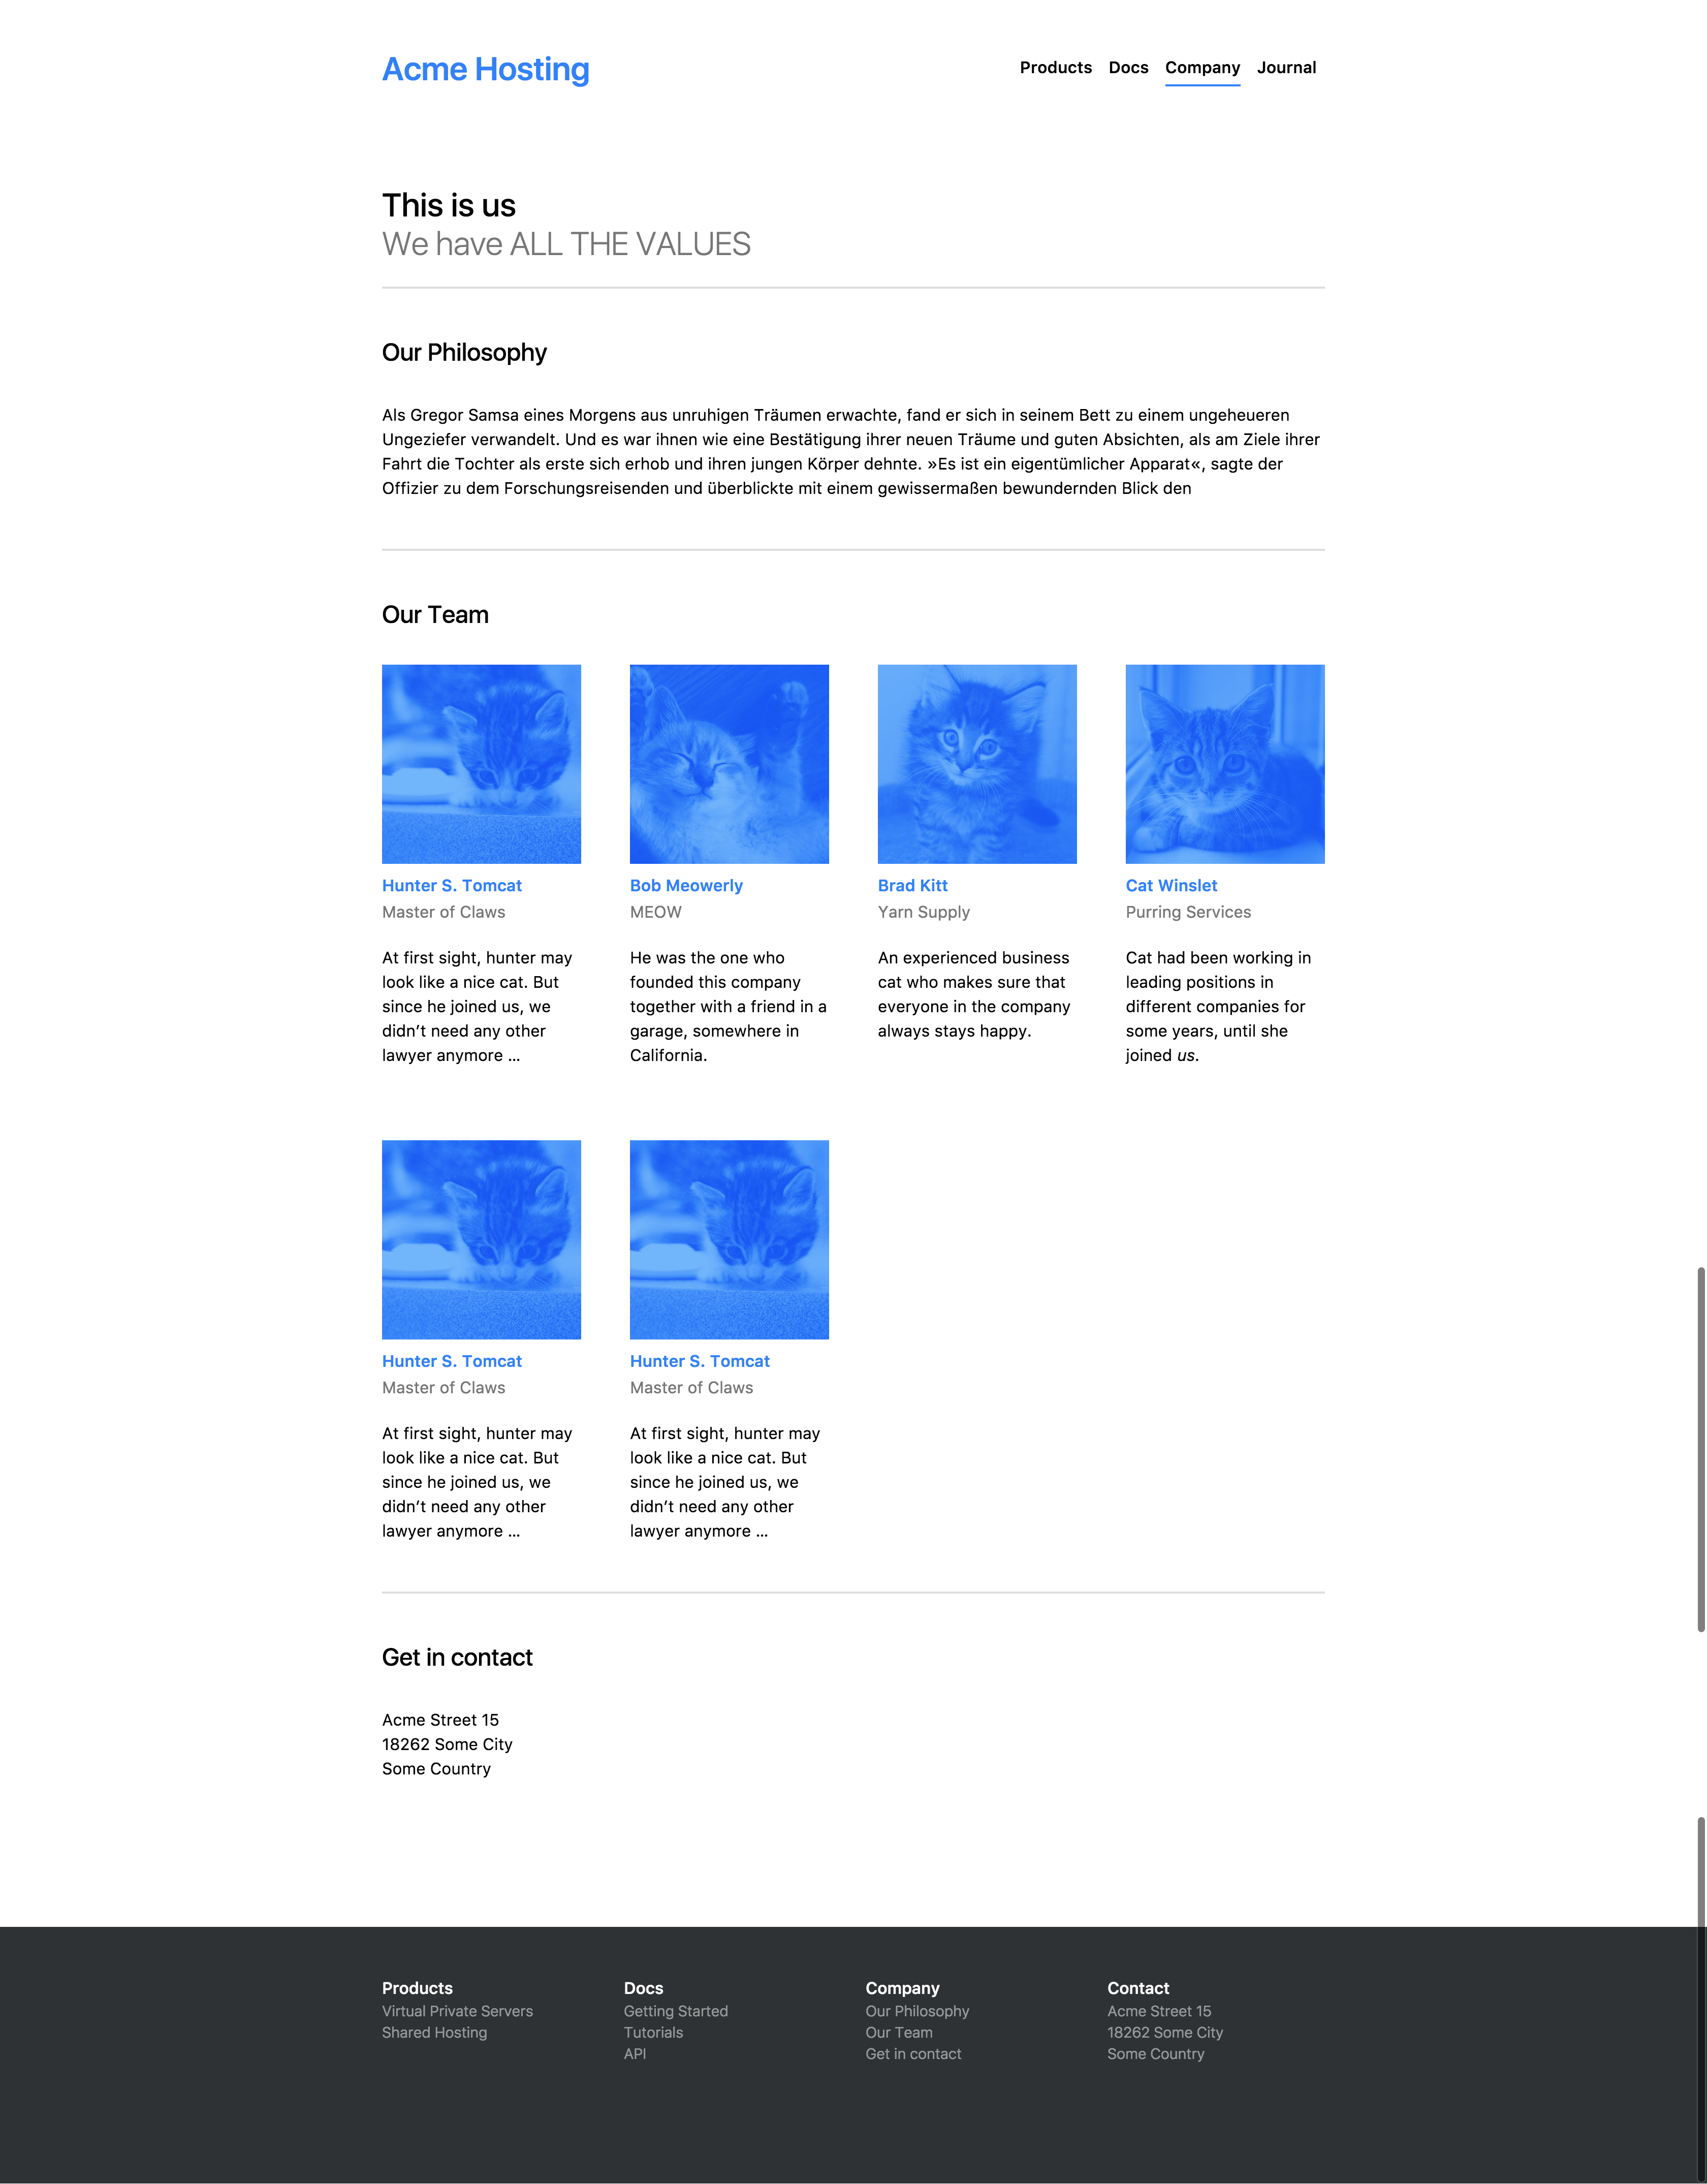 Acme Hosting
Products Docs Company Journal
This is us
We have ALL THE VALUES
Our Philosophy
Als Gregor Samsa eines Morgens aus unruhigen Träumen erwachte, fand er sich in seinem Bett zu einem ungeheueren
Ungeziefer verwandelt. Und es war ihnen wie eine Bestätigung ihrer neuen Träume und guten Absichten, als am Ziele ihrer
Fahrt die Tochter als erste sich erhob und ihren jungen Körper dehnte. »Es ist ein eigentümlicher Apparat«, sagte der
Offizier zu dem Forschungsreisenden und überblickte mit einem gewissermaßen bewundernden Blick den
Our Team
Hunter S. Tomcat
Master of Claws
At first sight, hunter may
look like a nice cat. But
since he joined us, we
didn’t need any other
lawyer anymore …
Bob Meowerly
MEOW
He was the one who
founded this company
together with a friend in a
garage, somewhere in
California.
Brad Kitt
Yarn Supply
An experienced business
cat who makes sure that
everyone in the company
always stays happy.
Cat Winslet
Purring Services
Cat had been working in
leading positions in
different companies for
some years, until she
joined us.
Hunter S. Tomcat
Master of Claws
At first sight, hunter may
look like a nice cat. But
since he joined us, we
didn’t need any other
lawyer anymore …
Hunter S. Tomcat
Master of Claws
At first sight, hunter may
look like a nice cat. But
since he joined us, we
didn’t need any other
lawyer anymore …
Get in contact
Acme Street 15
18262 Some City
Some Country
Products
Virtual Private Servers
Shared Hosting
Docs
Getting Started
Tutorials
API
Company
Our Philosophy
Our Team
Get in contact
Contact
Acme Street 15
18262 Some City
Some Country